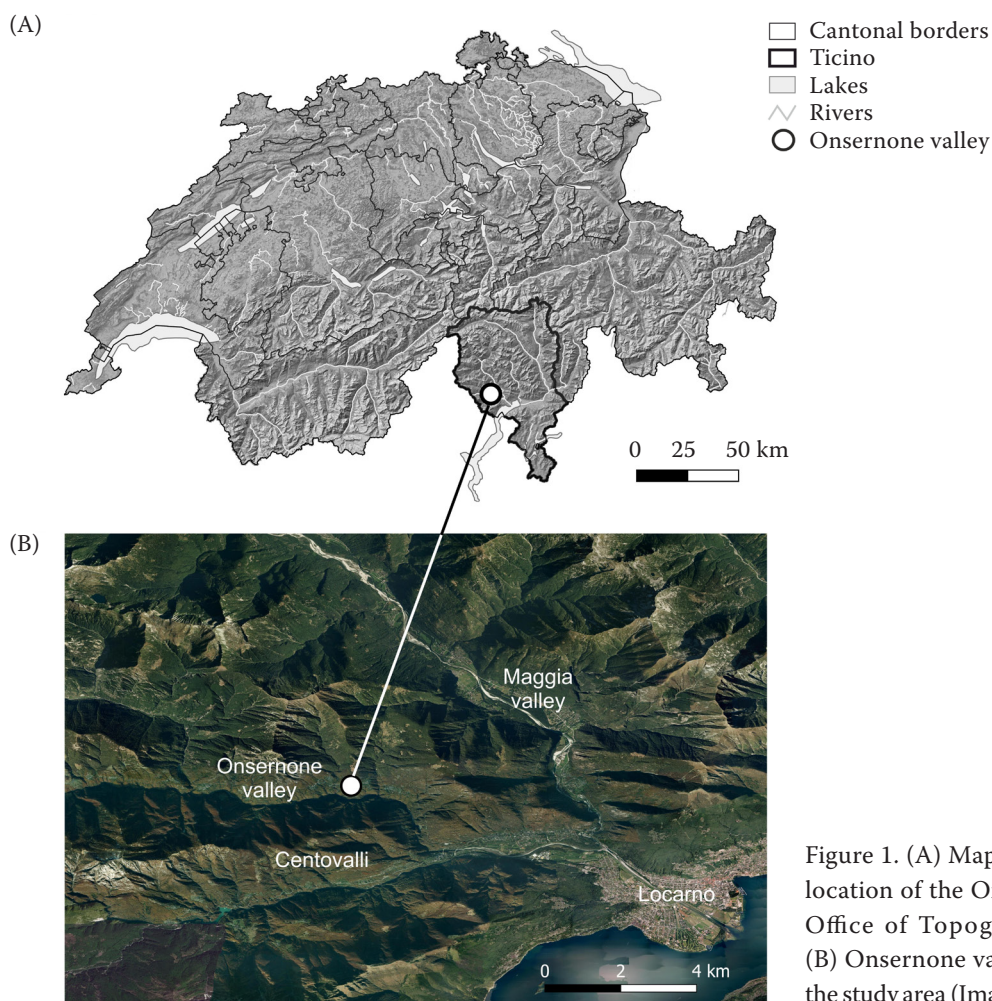 (A)
Cantonal borders
Ticino
Lakes
Rivers
Onsernone valley
0 25 50 km
(B)
Maggia
valley
Onsernone
valley
Centovalli
Locarno
0 2 4 km
Figure 1. (A) Map
location of the O
Office of Topog
(B) Onsernone va
the study area (Ima